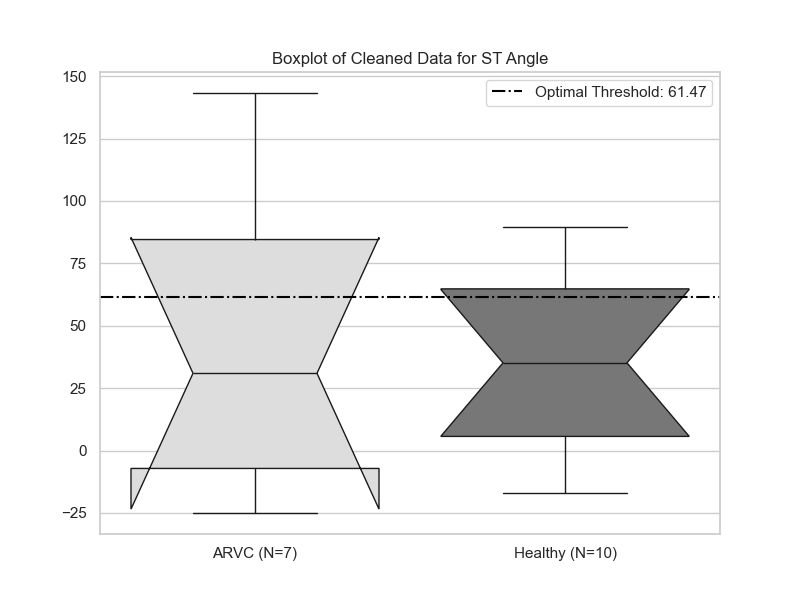 Boxplot of Cleaned Data for ST Angle
Optimal Threshold: 61.47
150
125
100
75
50
25
0
−25
ARVC (N=7)
Healthy (N=10)